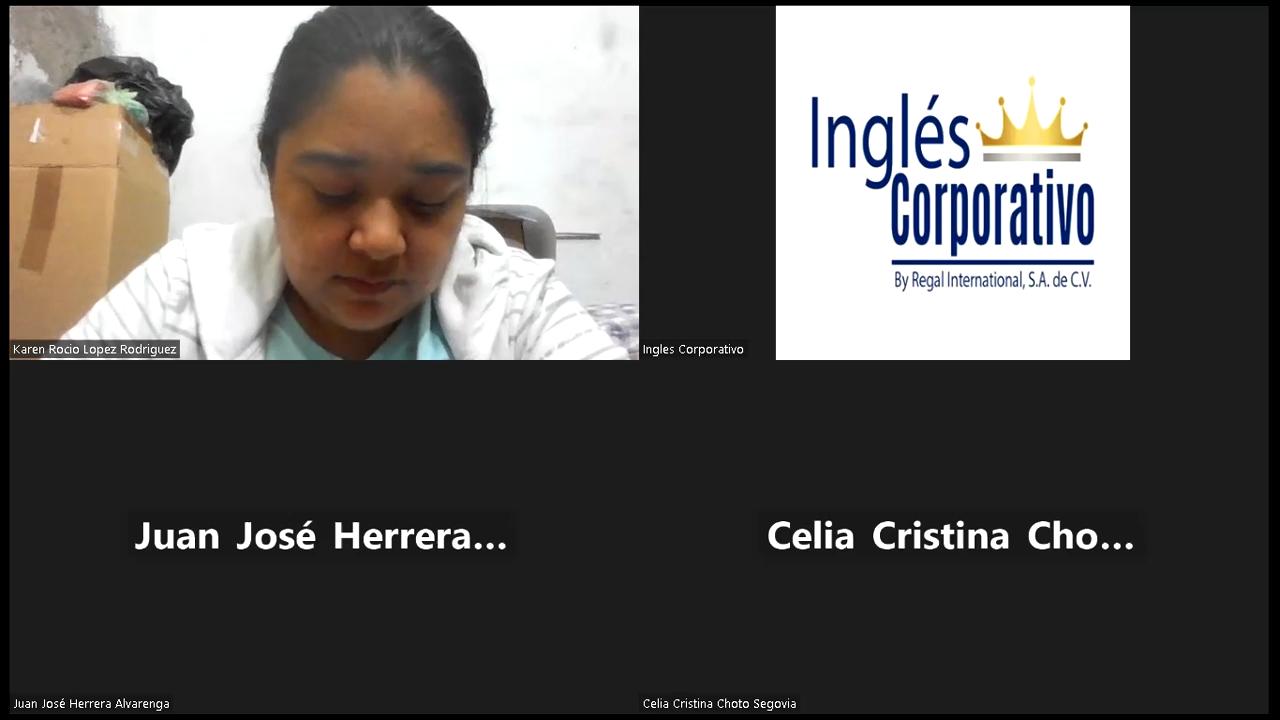 Inglés
Corporativo
By Regal International, S.A. de C.V.
Karen Rocio Lopez Rodriguez
Ingles Corporativo
Juan José Herrera...
Celia Cristina Cho...
Juan José Herrera Alvarenga
Celia Cristina Choto Segovia